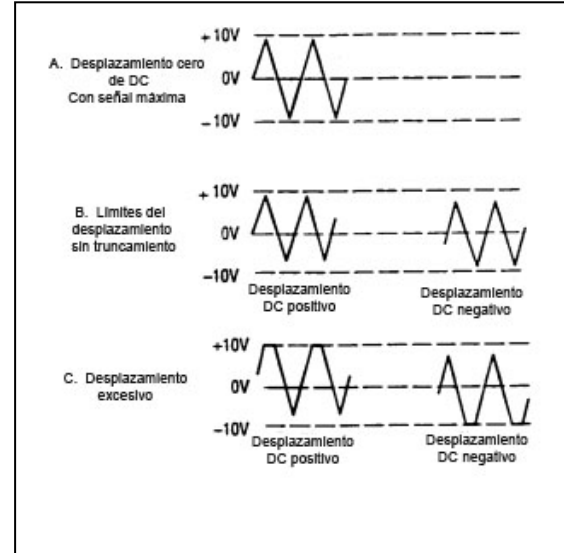 +10V
A. Desplazamiento cero
de DC
Con señal máxima
0V
-10V
+10V
B. Limites del
desplazamiento
sin truncamiento
0V
-10V
Desplazamiento
DC positivo
Desplazamiento
DC negativo
+10V
C. Desplazamiento
excesivo
0V
-10V
Desplazamiento
DC positivo
Desplazamiento
DC negativo